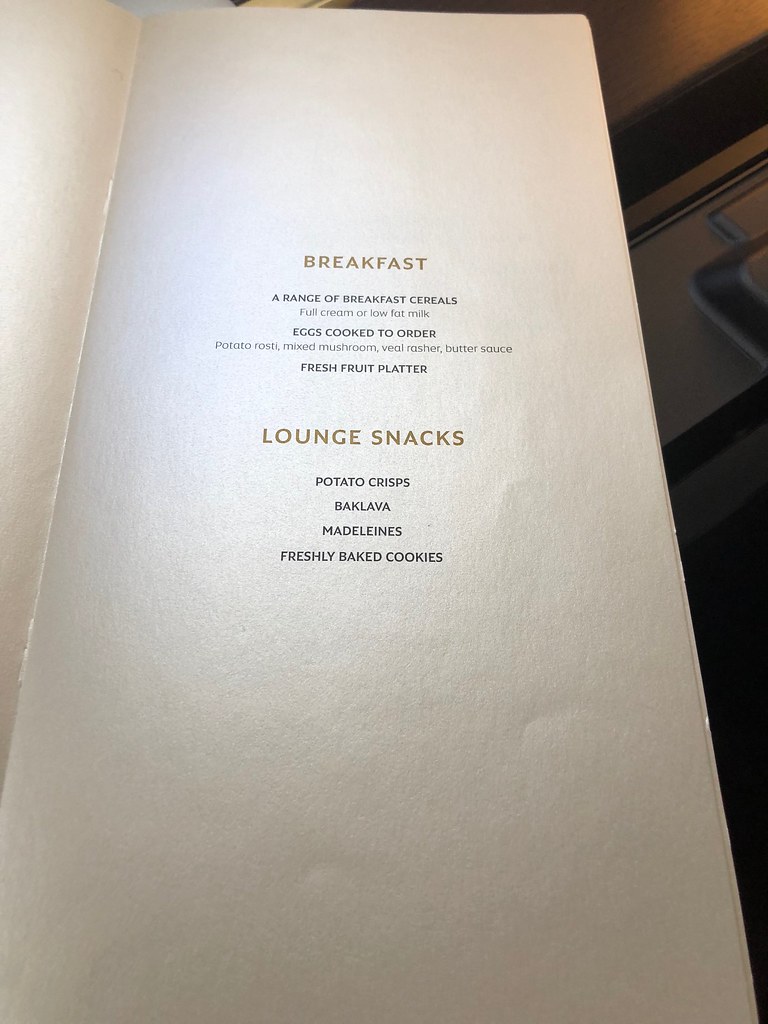 BREAKFAST
A RANGE OF BREAKFAST CEREALS
Full cream or low fat milk
EGGS COOKED TO ORDER
Potato rosti, mixed mushroom, veal rasher, butter sauce
FRESH FRUIT PLATTER
LOUNGE SNACKS
POTATO CRISPS
BAKLAVA
MADELEINES
FRESHLY BAKED COOKIES